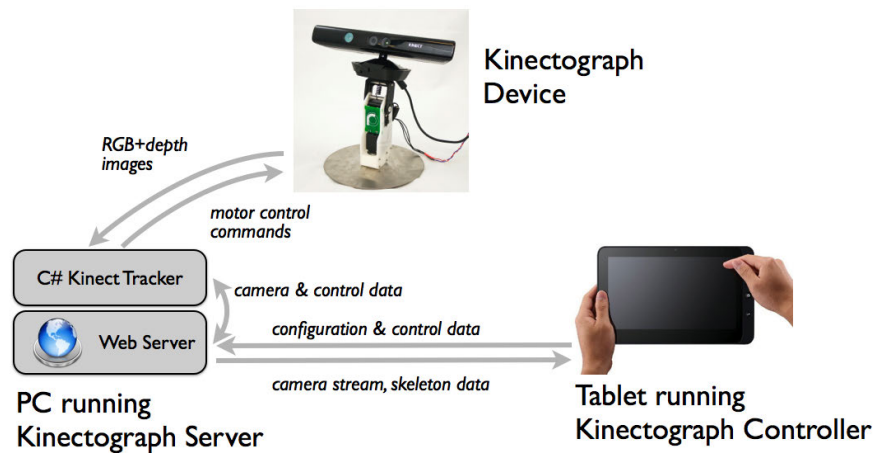 Kinectograph
Device
RGB+depth
images
motor control
commands
C# Kinect Tracker
camera & control data
configuration & control data
Web Server
camera stream, skeleton data
PC running
Kinectograph Server
Tablet running
Kinectograph Controller